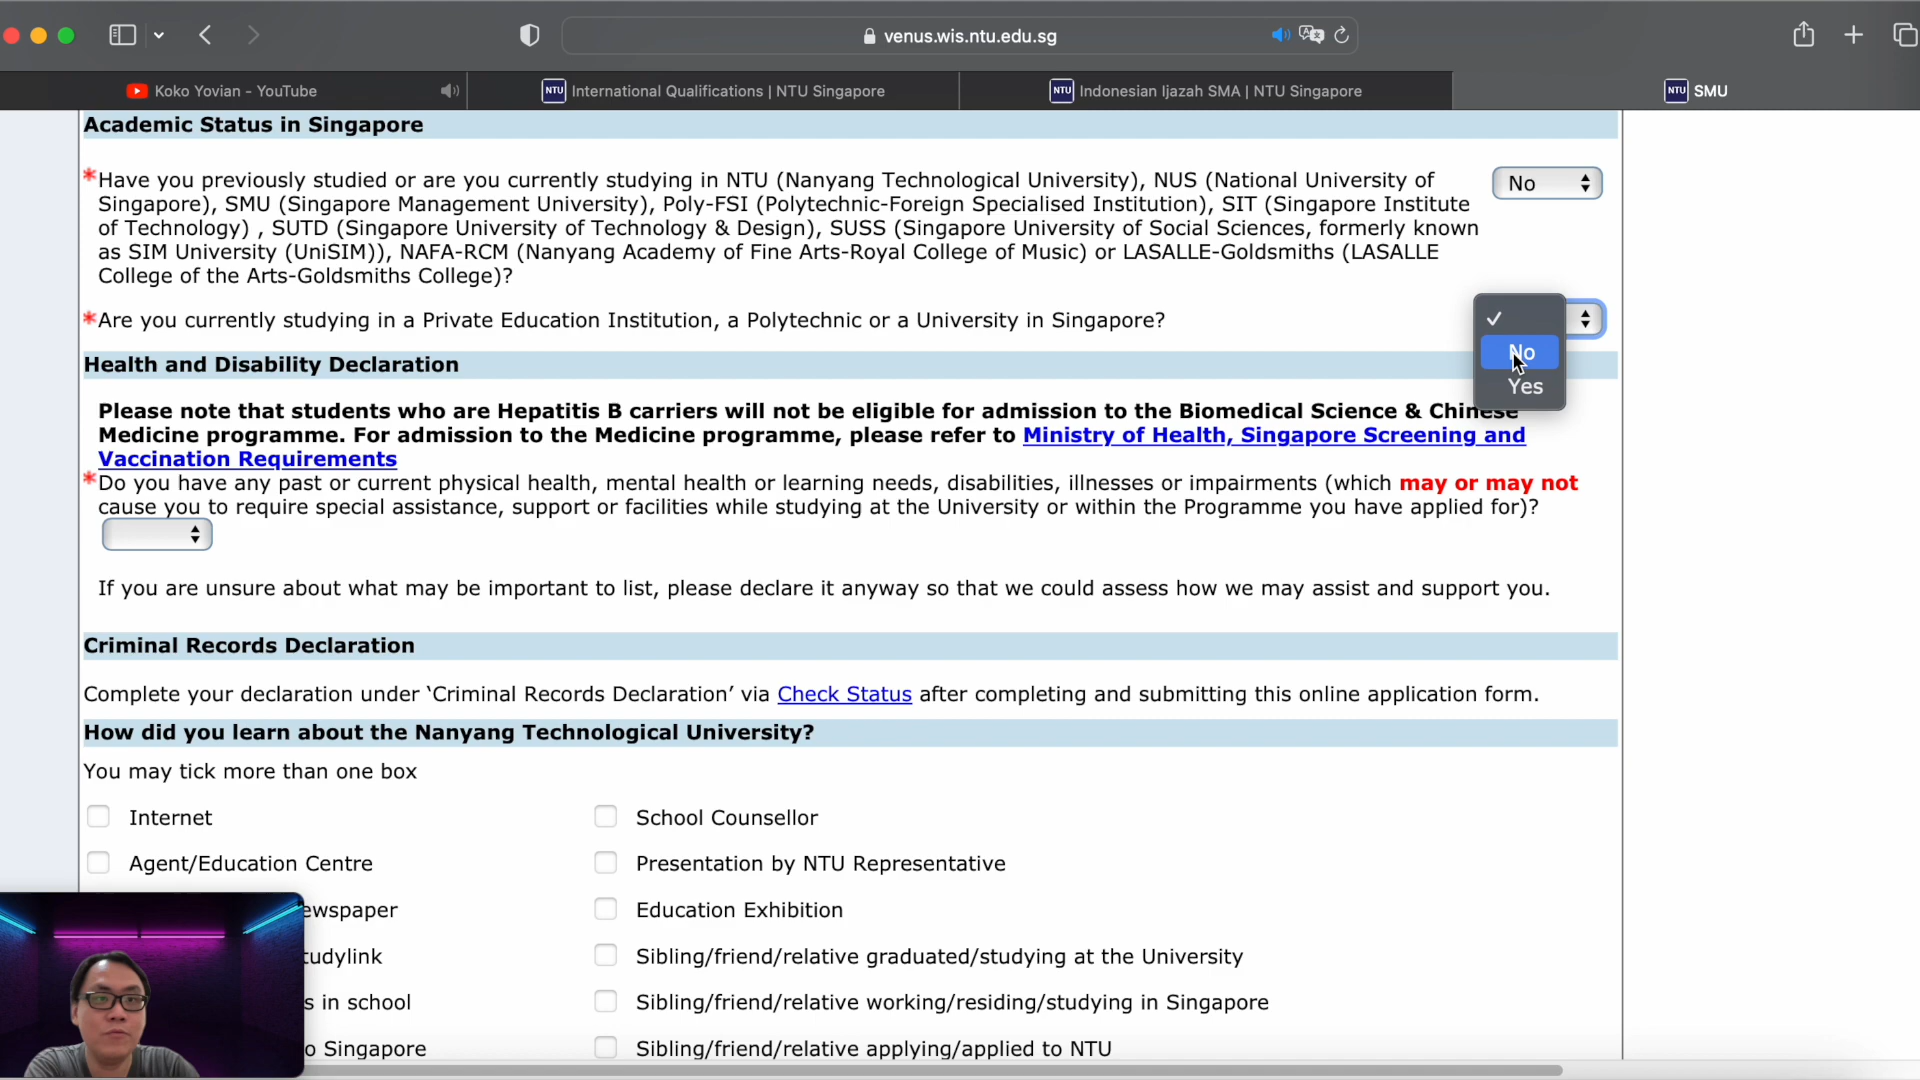 venus.wis.ntu.edu.sg
Koko Yovian - YouTube
NTU International Qualifications | NTU Singapore
NTU Indonesian Ijazah SMA | NTU Singapore
NTU SMU
Academic Status in Singapore
*Have you previously studied or are you currently studying in NTU (Nanyang Technological University), NUS (National University of
No
Singapore), SMU (Singapore Management University), Poly-FSI (Polytechnic-Foreign Specialised Institution), SIT (Singapore Institute
of Technology) , SUTD (Singapore University of Technology & Design), SUSS (Singapore University of Social Sciences, formerly known
as SIM University (UniSIM)), NAFA-RCM (Nanyang Academy of Fine Arts-Royal College of Music) or LASALLE-Goldsmiths (LASALLE
College of the Arts-Goldsmiths College)?
*Are you currently studying in a Private Education Institution, a Polytechnic or a University in Singapore?
No
Yes
Health and Disability Declaration
Please note that students who are Hepatitis B carriers will not be eligible for admission to the Biomedical Science & Chinese
Medicine programme. For admission to the Medicine programme, please refer to Ministry of Health, Singapore Screening and
Vaccination Requirements
*Do you have any past or current physical health, mental health or learning needs, disabilities, illnesses or impairments (which may or may not
cause you to require special assistance, support or facilities while studying at the University or within the Programme you have applied for)?
If you are unsure about what may be important to list, please declare it anyway so that we could assess how we may assist and support you.
Criminal Records Declaration
Complete your declaration under ‘Criminal Records Declaration’ via Check Status after completing and submitting this online application form.
How did you learn about the Nanyang Technological University?
You may tick more than one box
Internet
School Counsellor
Agent/Education Centre
Presentation by NTU Representative
ewspaper
Education Exhibition
tudylink
Sibling/friend/relative graduated/studying at the University
s in school
Sibling/friend/relative working/residing/studying in Singapore
o Singapore
Sibling/friend/relative applying/applied to NTU